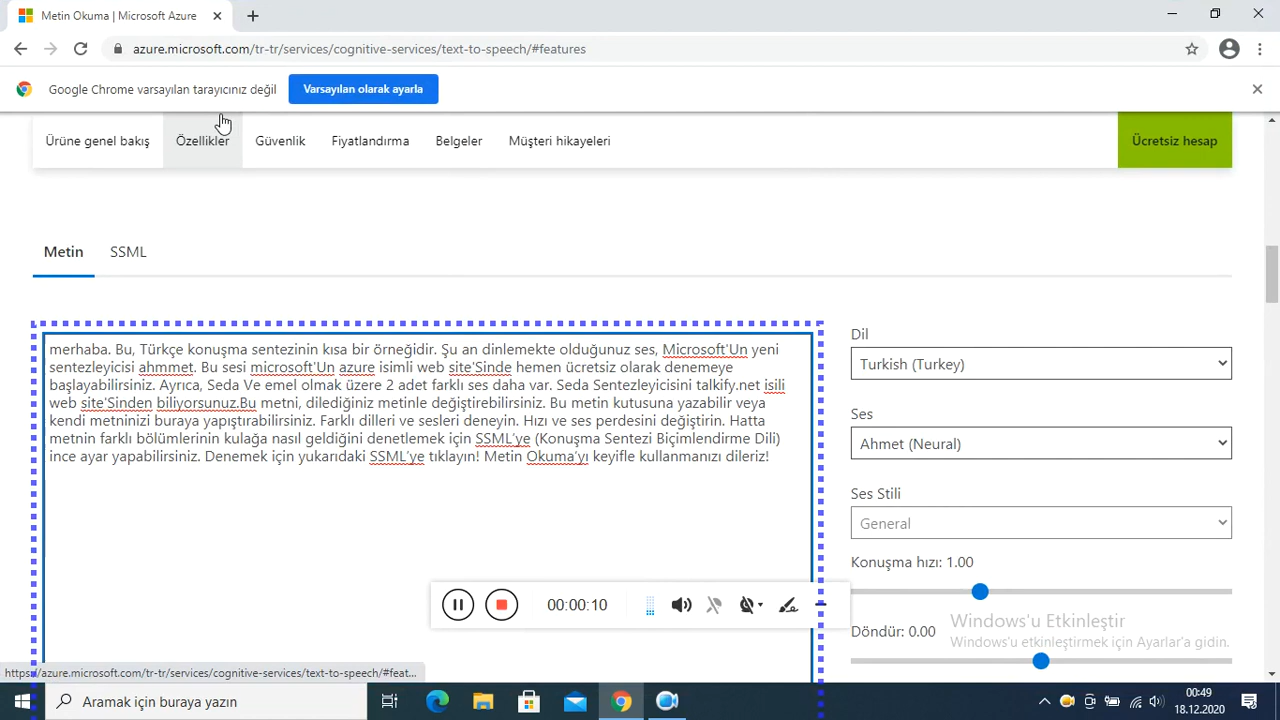 Metin Okuma | Microsoft Azure
azure.microsoft.com/tr-tr/services/cognitive-services/text-to-speech/#features
Google Chrome varsayılan tarayıcınız değil
Varsayılan olarak ayarla
Ürüne genel bakış
Özellikler
Güvenlik
Fiyatlandırma
Belgeler
Müşteri hikayeleri
Ücretsiz hesap
Metin
SSML
merhaba. Bu, Türkçe konuşma sentezinin kısa bir örneğidir. Şu an dinlemekte olduğunuz ses, Microsoft'Un yeni
sentezleyicisi ahmmet. Bu sesi microsoft'Un azure isimli web site'Sinde hemen ücretsiz olarak denemeye
başlayabilirsiniz. Ayrıca, Seda Ve emel olmak üzere 2 adet farklı ses daha var. Seda Sentezleyicisini talkify.net isili
web site'Sinden biliyorsunuz.Bu metni, dilediğiniz metinle değiştirebilirsiniz. Bu metin kutusuna yazabilir veya
kendi metninizi buraya yapıştırabilirsiniz. Farklı dilleri ve sesleri deneyin. Hızı ve ses perdesini değiştirin. Hatta
metnin farklı bölümlerinin kulağa nasıl geldiğini denetlemek için SSML'ye (Konuşma Sentezi Biçimlendirme Dili)
ince ayar yapabilirsiniz. Denemek için yukarıdaki SSML'ye tıklayın! Metin Okuma'yı keyifle kullanmanızı dileriz!
Dil
Turkish (Turkey)
Ses
Ahmet (Neural)
Ses Stili
General
Konuşma hızı: 1.00
Döndür: 0.00
Windows'u Etkinleştir
Windows'u etkinleştirmek için Ayarlar'a gidin.
00:00:10
https://azure.microsoft.com/tr-tr/services/cognitive-services/text-to-speech/#feat...
Aramak için buraya yazın
00:49
18.12.2020